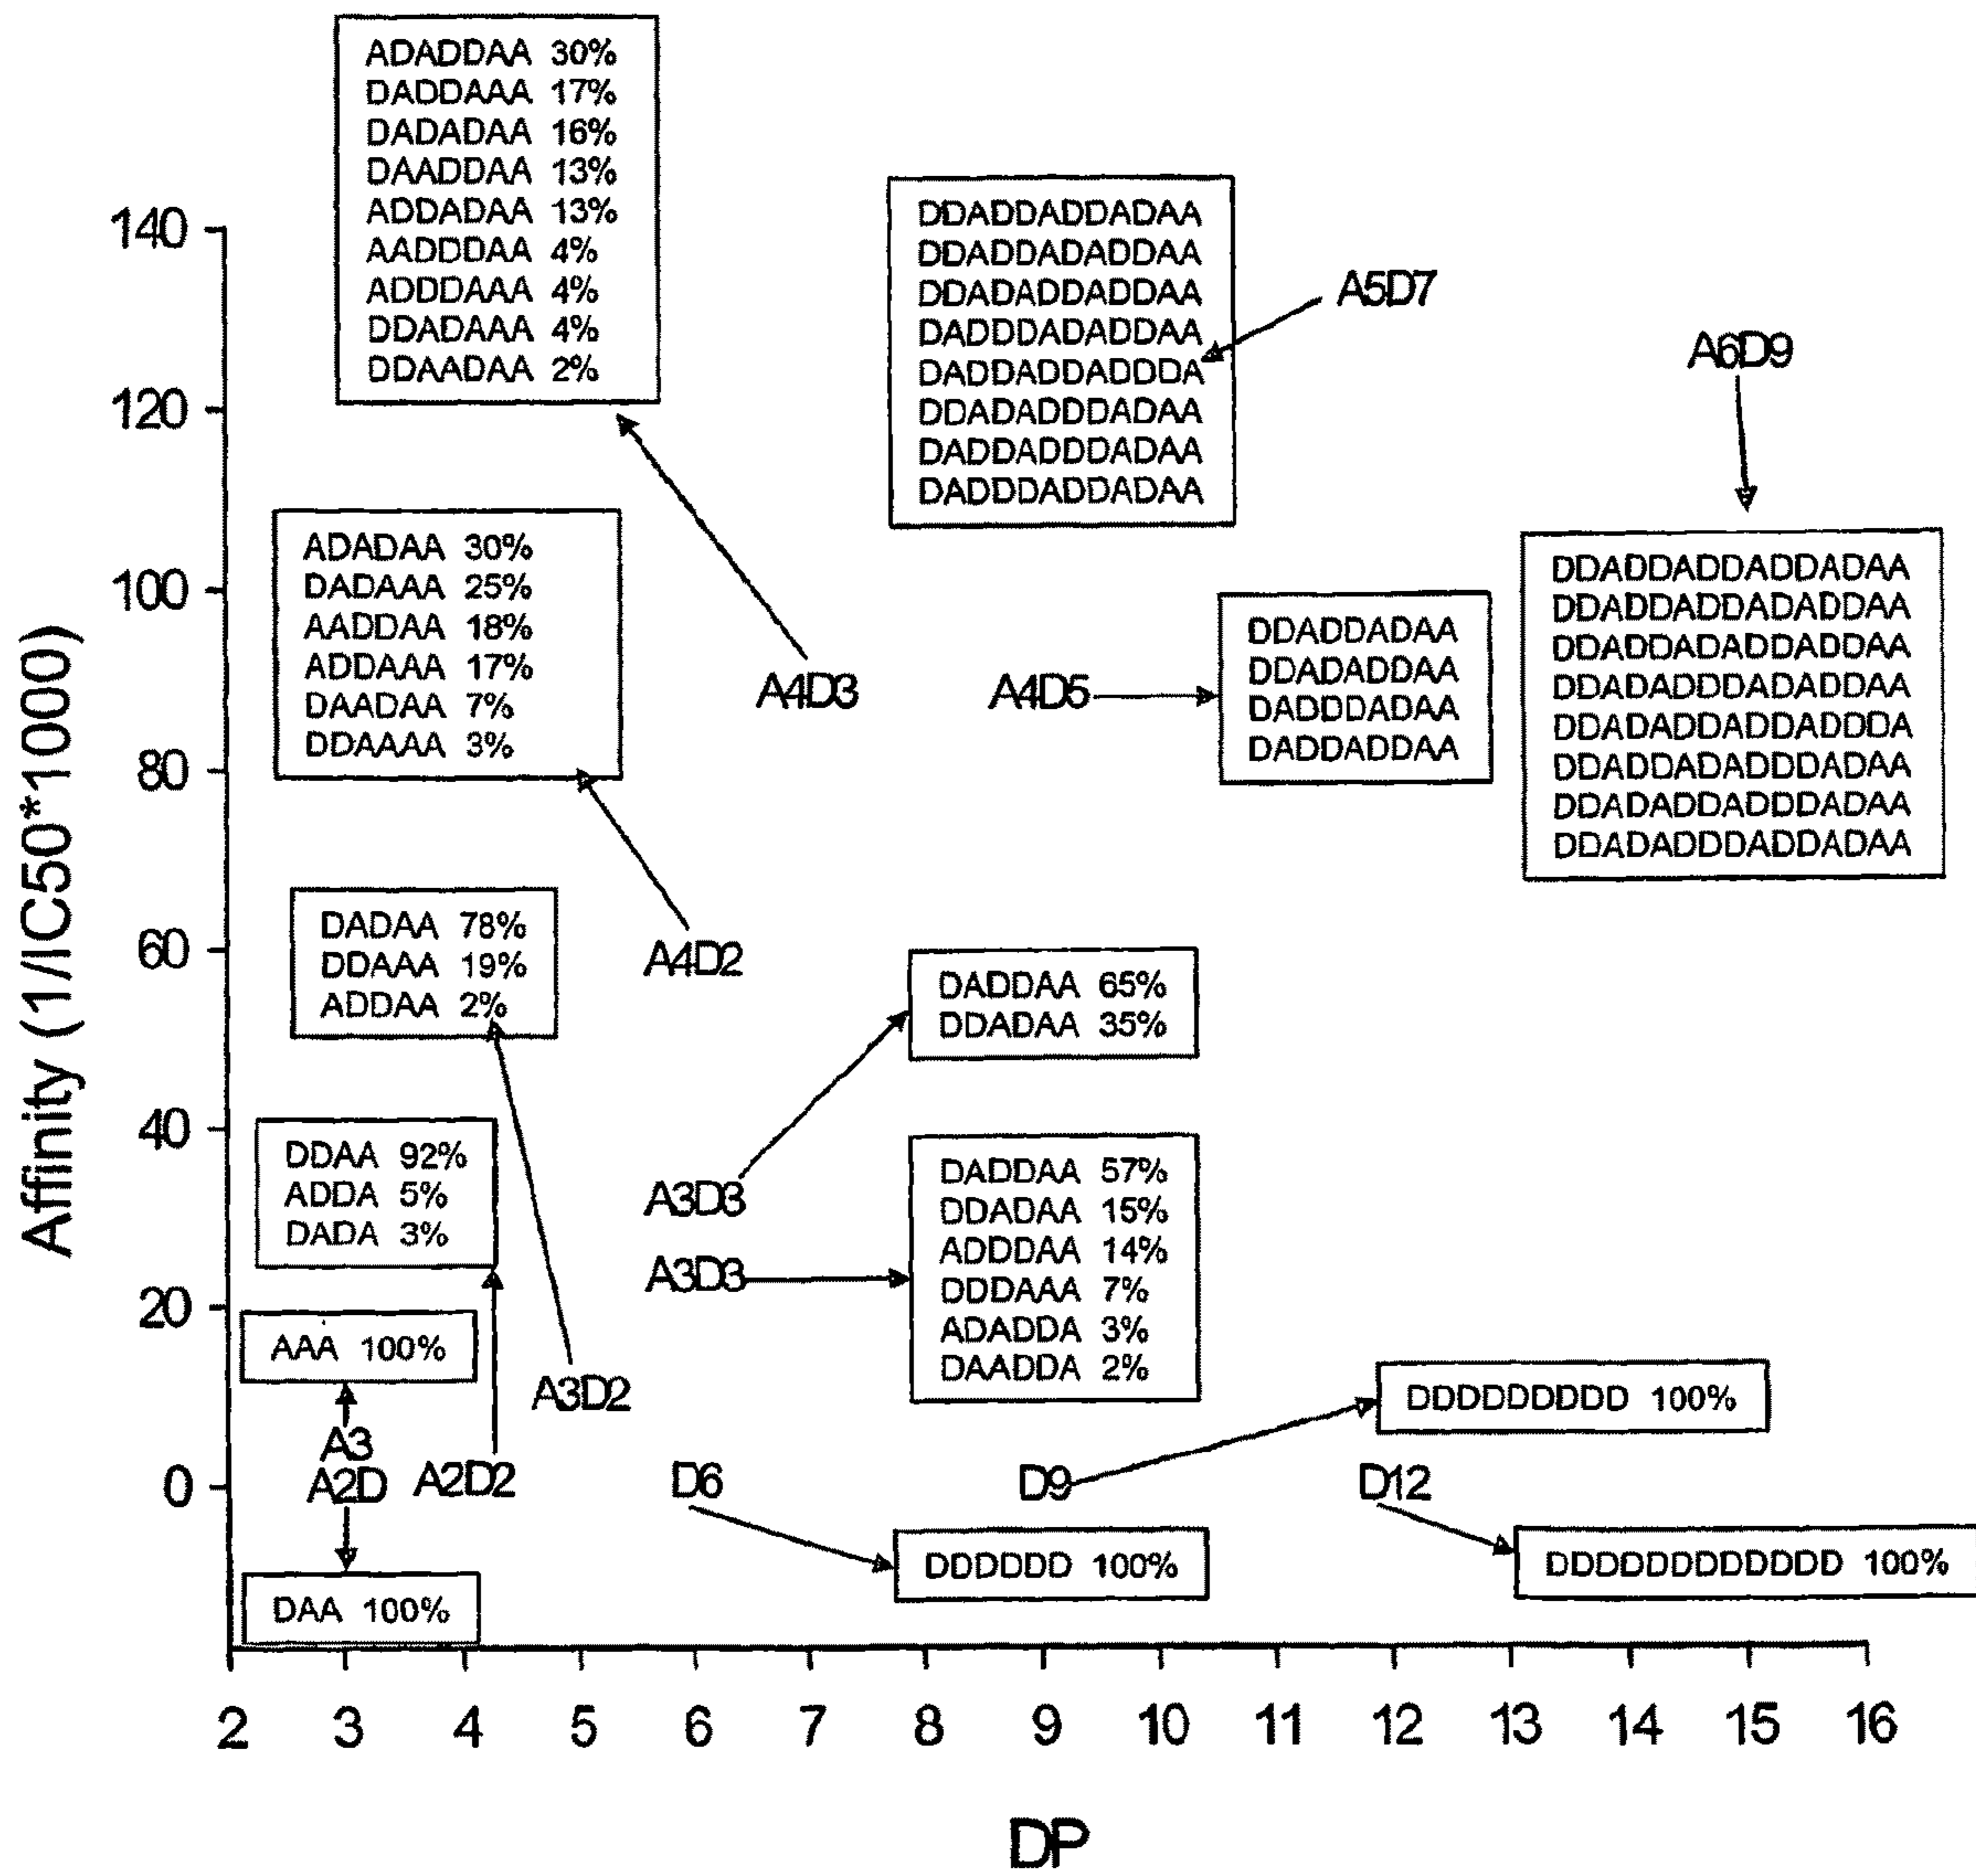 ADADDAA 30%
DADDAAA 17%
DADADAA 16%
DAADDAA 13%
ADDADAA 13%
AADDDAA 4%
ADDDAAA 4%
DDADAAA 4%
DDAADAA 2%
DDADDADDADAA
DDADDADADDAA
DDADADDADDAA
DADDDADADDAA
DADDADDADDDA
DDADADDDADAA
DADDADDDADAA
DADDDADDADAA
A5D7
A6D9
ADADAA 30%
DADAAA 25%
AADDAA 18%
ADDAAA 17%
DAADAA 7%
DDAAAA 3%
A4D3
A4D5
DDADDADAA
DDADADDAA
DADDDADAA
DADDADDAA
DDADDADDADDADAA
DDADDADDADADDAA
DDADDADADDADDAA
DDADADDDADADDAA
DDADADDADDADDDA
DDADDADADDDADAA
DDADADDADDDADAA
DDADADDDADDADAA
DADAA 78%
DDAAA 19%
ADDAA 2%
A4D2
DADDAA 65%
DDADAA 35%
DDAA 92%
ADDA 5%
DADA 3%
A3D3
A3D3
DADDAA 57%
DDADAA 15%
ADDDAA 14%
DDDAAA 7%
ADADDA 3%
DAADDA 2%
AAA 100%
A3
A2D
A2D2
A3D2
D6
D9
D12
DDDDDDDDD 100%
DDDDDD 100%
DDDDDDDDDDDD 100%
DAA 100%
Affinity (1/IC50*1000)
140
120
100
80
60
40
20
0
2 3 4 5 6 7 8 9 10 11 12 13 14 15 16
DP